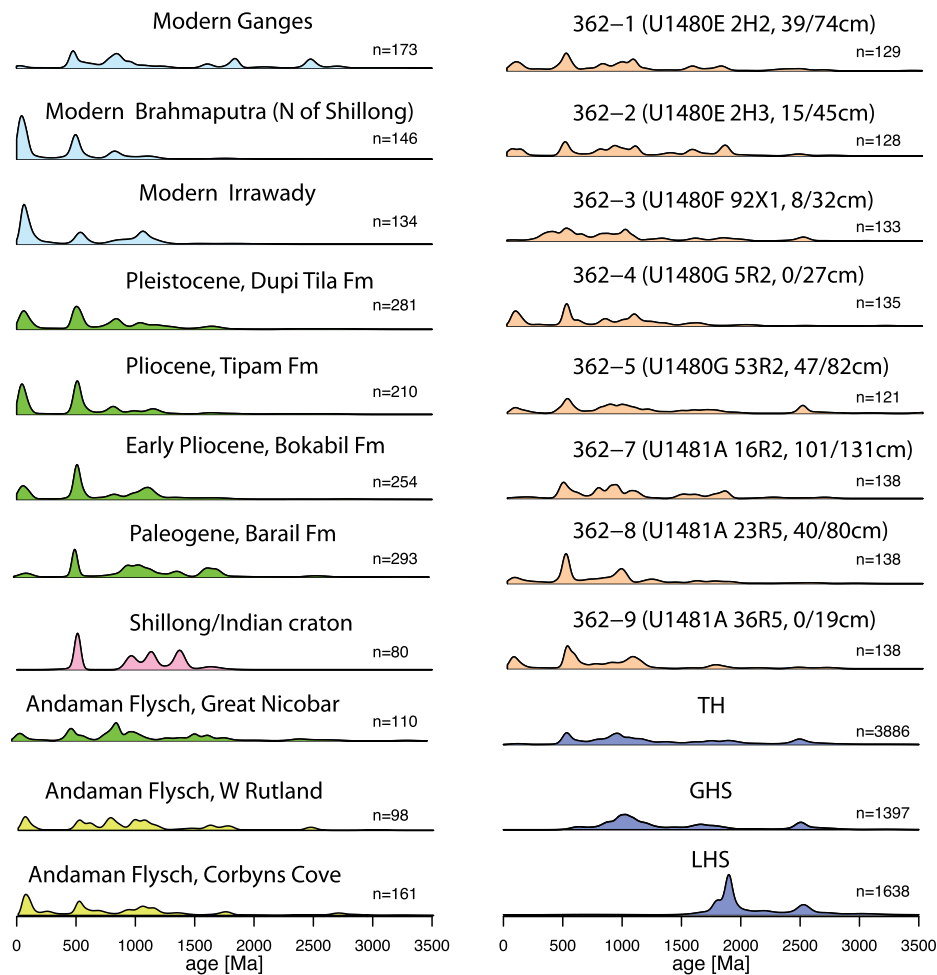 Modern Ganges
n=173
Modern  Brahmaputra (N of Shillong)
n=146
Modern  Irrawady
n=134
Pleistocene, Dupi Tila Fm
n=281
Pliocene, Tipam Fm
n=210
Early Pliocene, Bokabil Fm
n=254
Paleogene, Barail Fm
n=293
Shillong/Indian craton
n=80
Andaman Flysch, Great Nicobar
n=110
Andaman Flysch, W Rutland
n=98
Andaman Flysch, Corbyns Cove
n=161
0 500 1000 1500 2000 2500 3000 3500
age [Ma]
362−1 (U1480E 2H2, 39/74cm)
n=129
362−2 (U1480E 2H3, 15/45cm)
n=128
362−3 (U1480F 92X1, 8/32cm)
n=133
362−4 (U1480G 5R2, 0/27cm)
n=135
362−5 (U1480G 53R2, 47/82cm)
n=121
362−7 (U1481A 16R2, 101/131cm)
n=138
362−8 (U1481A 23R5, 40/80cm)
n=138
362−9 (U1481A 36R5, 0/19cm)
n=138
TH
n=3886
GHS
n=1397
LHS
n=1638
0 500 1000 1500 2000 2500 3000 3500
age [Ma]